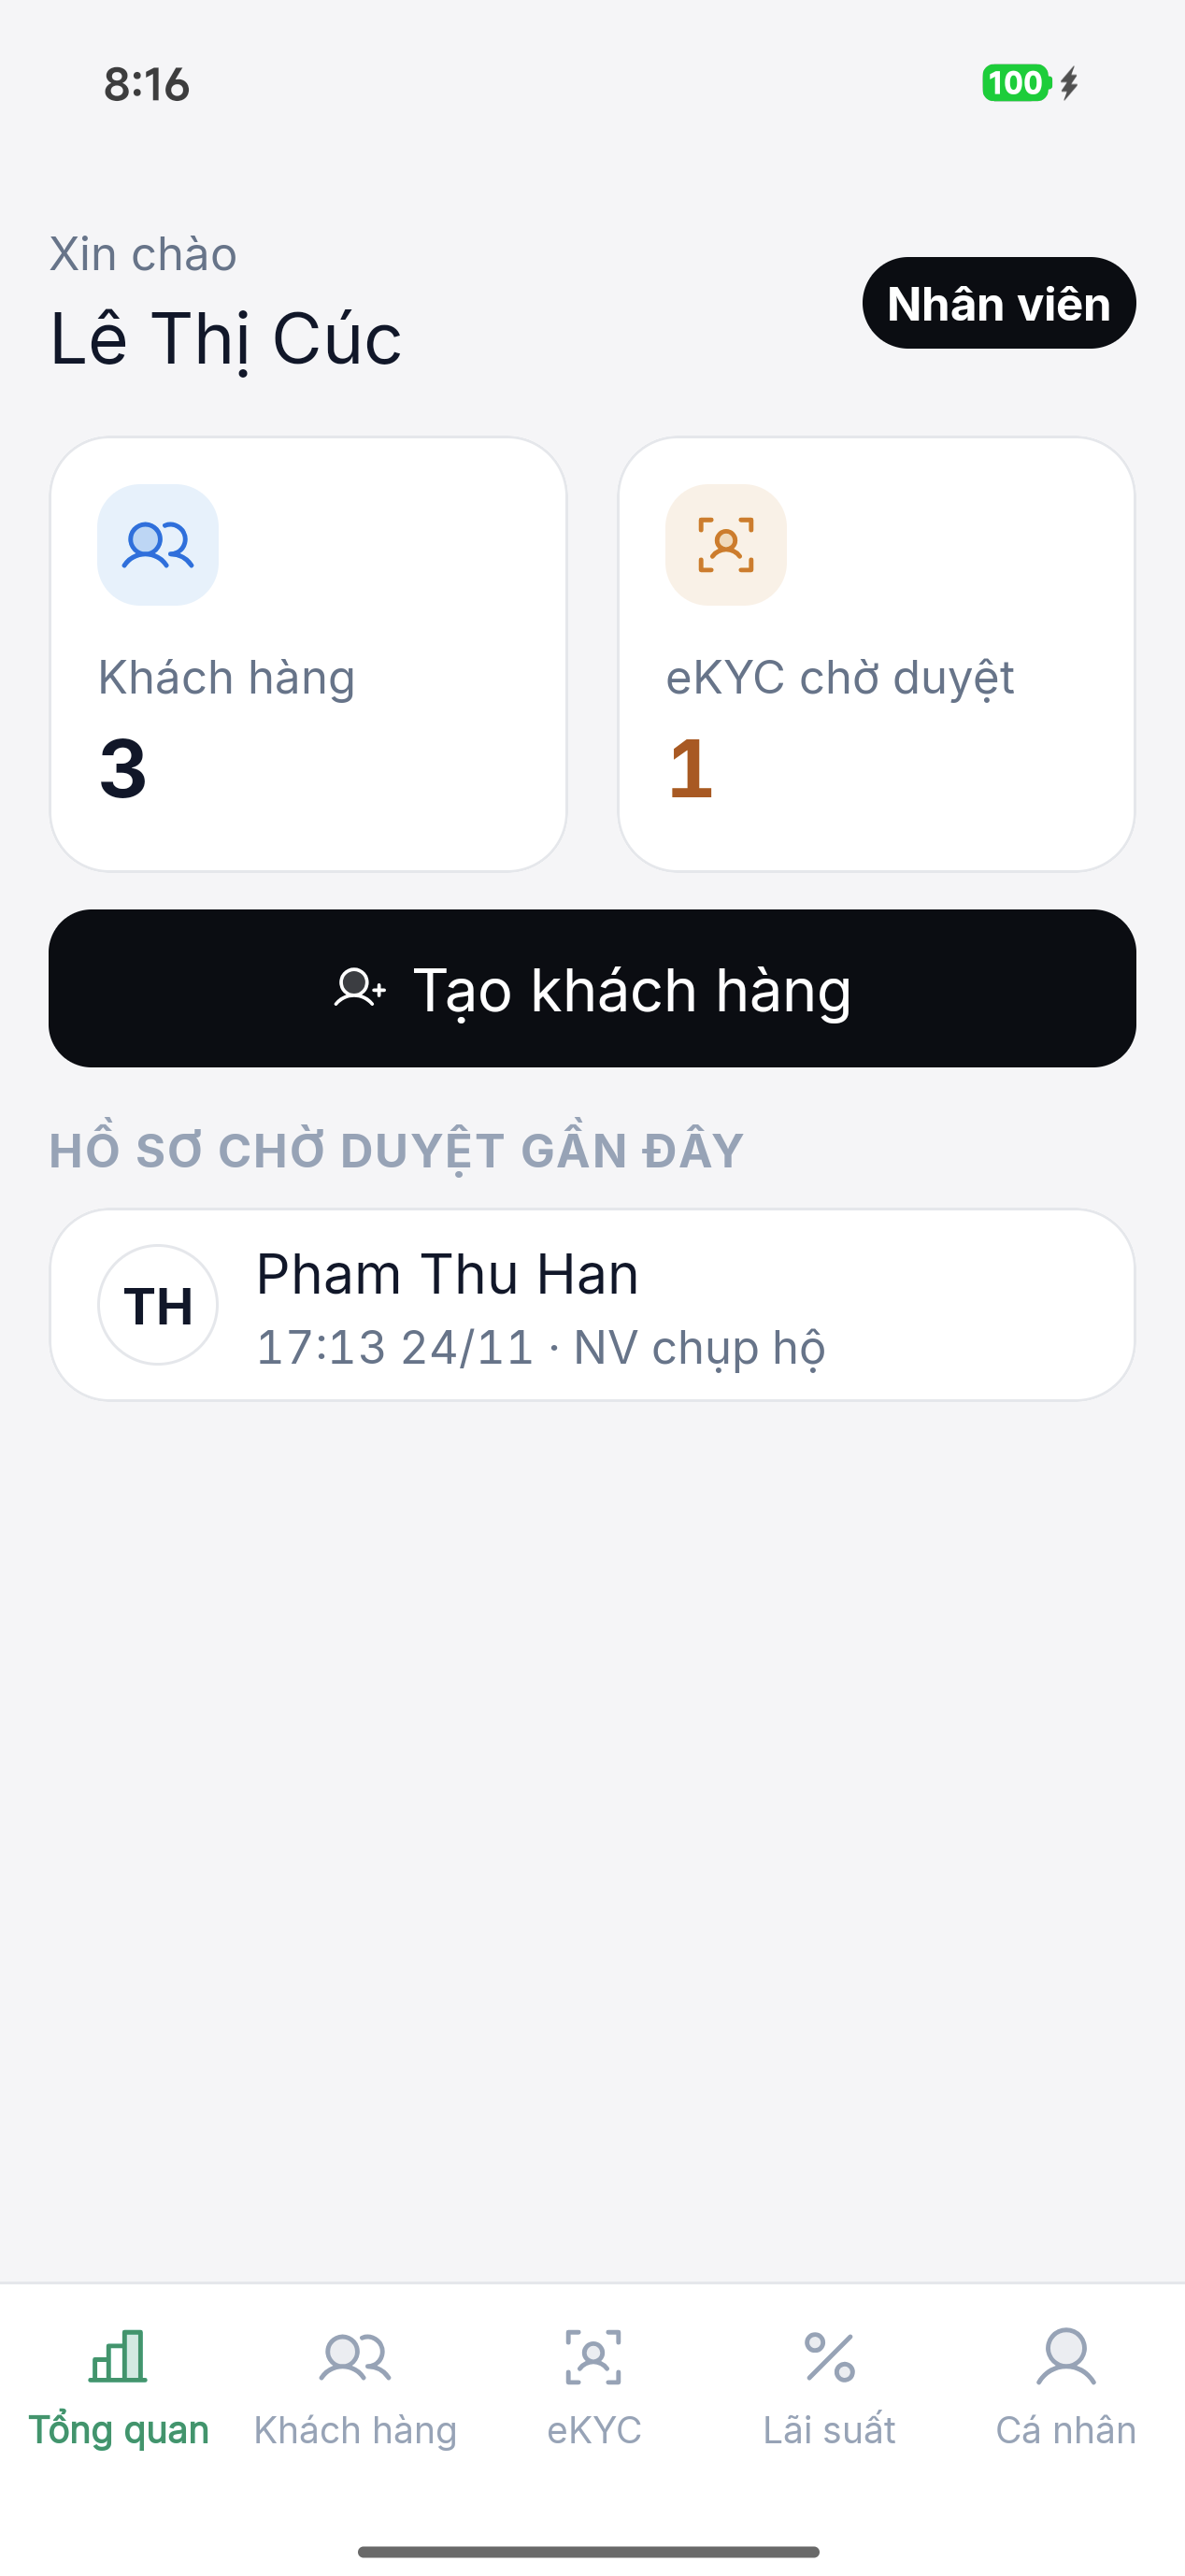 8:16
100
Xin chào
Lê Thị Cúc
Nhân viên
Khách hàng
3
eKYC chờ duyệt
1
Tạo khách hàng
HỒ SƠ CHỜ DUYỆT GẦN ĐÂY
TH
Pham Thu Han
17:13 24/11 · NV chụp hộ
Tổng quan
Khách hàng
eKYC
Lãi suất
Cá nhân